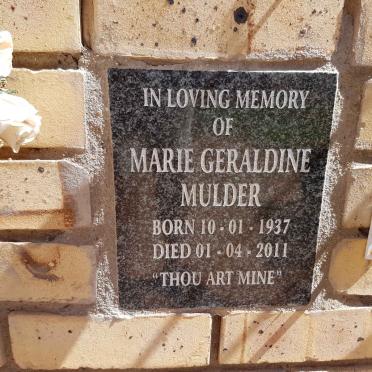 IN LOVING MEMORY
OF
MARIE GERALDINE
MULDER
BORN 10 - 01 - 1937
DIED 01 - 04 - 2011
"THOU ART MINE"